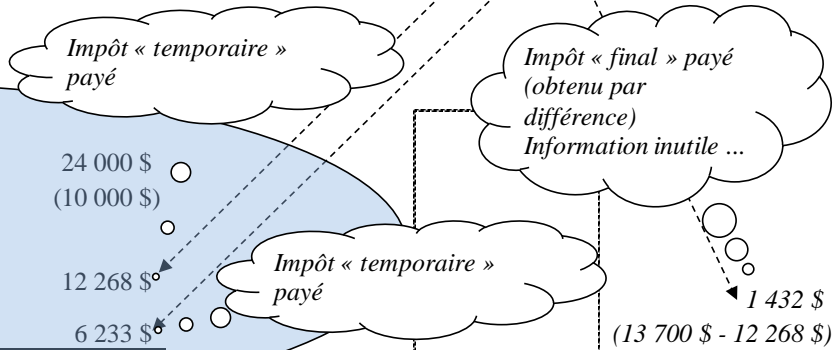 Impôt « temporaire »
payé
Impôt « final » payé
(obtenu par
différence)
Information inutile ...
24 000 $
(10 000 $)
Impôt « temporaire »
payé
12 268 $
6 233 $
1 432 $
(13 700 $ - 12 268 $)